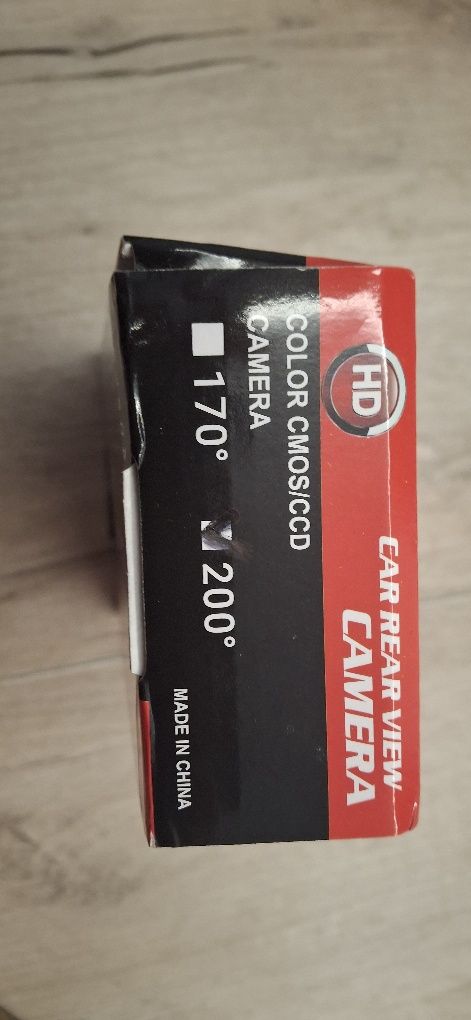 HD
CAR REAR VIEW
CAMERA
COLOR CMOS/CCD
CAMERA
170° 200°
MADE IN CHINA